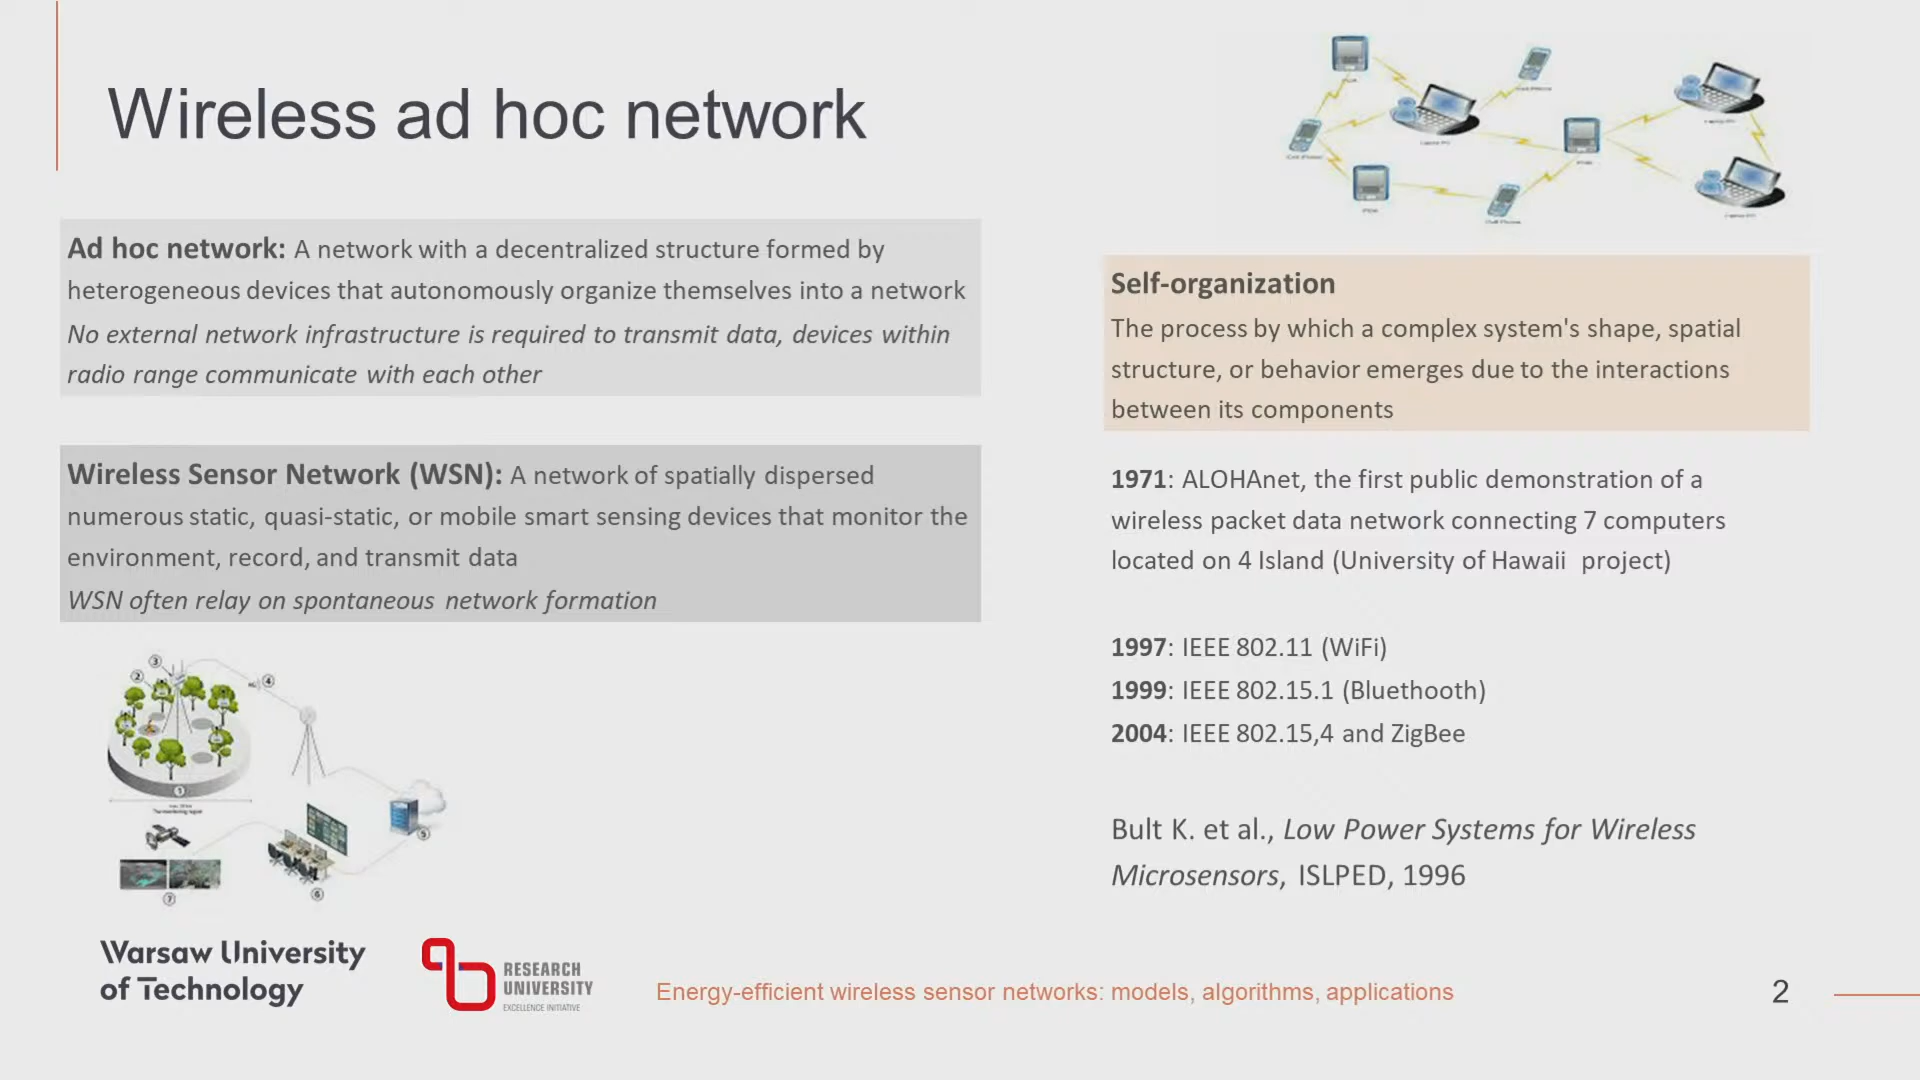 Wireless ad hoc network
Ad hoc network: A network with a decentralized structure formed by
heterogeneous devices that autonomously organize themselves into a network
No external network infrastructure is required to transmit data, devices within
radio range communicate with each other
Wireless Sensor Network (WSN): A network of spatially dispersed
numerous static, quasi-static, or mobile smart sensing devices that monitor the
environment, record, and transmit data
WSN often relay on spontaneous network formation
3
2
4
1
5
6
7
Self-organization
The process by which a complex system's shape, spatial
structure, or behavior emerges due to the interactions
between its components
1971: ALOHAnet, the first public demonstration of a
wireless packet data network connecting 7 computers
located on 4 Island (University of Hawaii project)
1997: IEEE 802.11 (WiFi)
1999: IEEE 802.15.1 (Bluethooth)
2004: IEEE 802.15,4 and ZigBee
Bult K. et al., Low Power Systems for Wireless
Microsensors, ISLPED, 1996
Warsaw University
of Technology
RESEARCH
UNIVERSITY
EXCELLENCE INITIATIVE
Energy-efficient wireless sensor networks: models, algorithms, applications
2